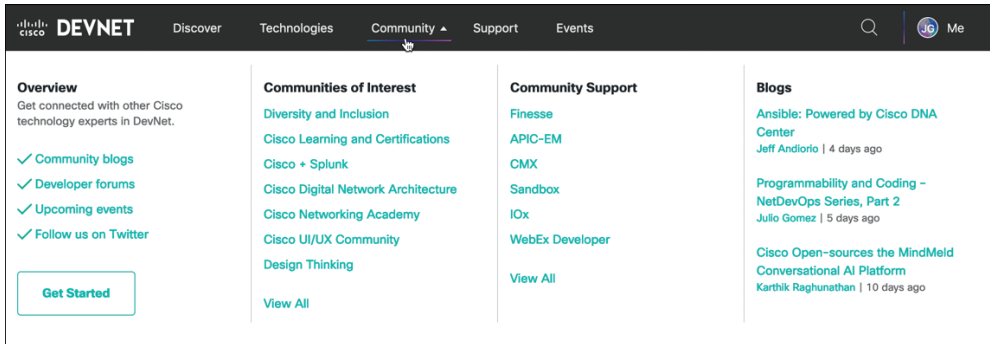 CISCO DEVNET Discover Technologies Community Support Events JG Me
Overview
Get connected with other Cisco
technology experts in DevNet.
Community blogs
Developer forums
Upcoming events
Follow us on Twitter
Get Started
Communities of Interest
Diversity and Inclusion
Cisco Learning and Certifications
Cisco + Splunk
Cisco Digital Network Architecture
Cisco Networking Academy
Cisco UI/UX Community
Design Thinking
View All
Community Support
Finesse
APIC-EM
CMX
Sandbox
IOx
WebEx Developer
View All
Blogs
Ansible: Powered by Cisco DNA
Center
Jeff Andiorio | 4 days ago
Programmability and Coding –
NetDevOps Series, Part 2
Julio Gomez | 5 days ago
Cisco Open-sources the MindMeld
Conversational AI Platform
Karthik Raghunathan | 10 days ago